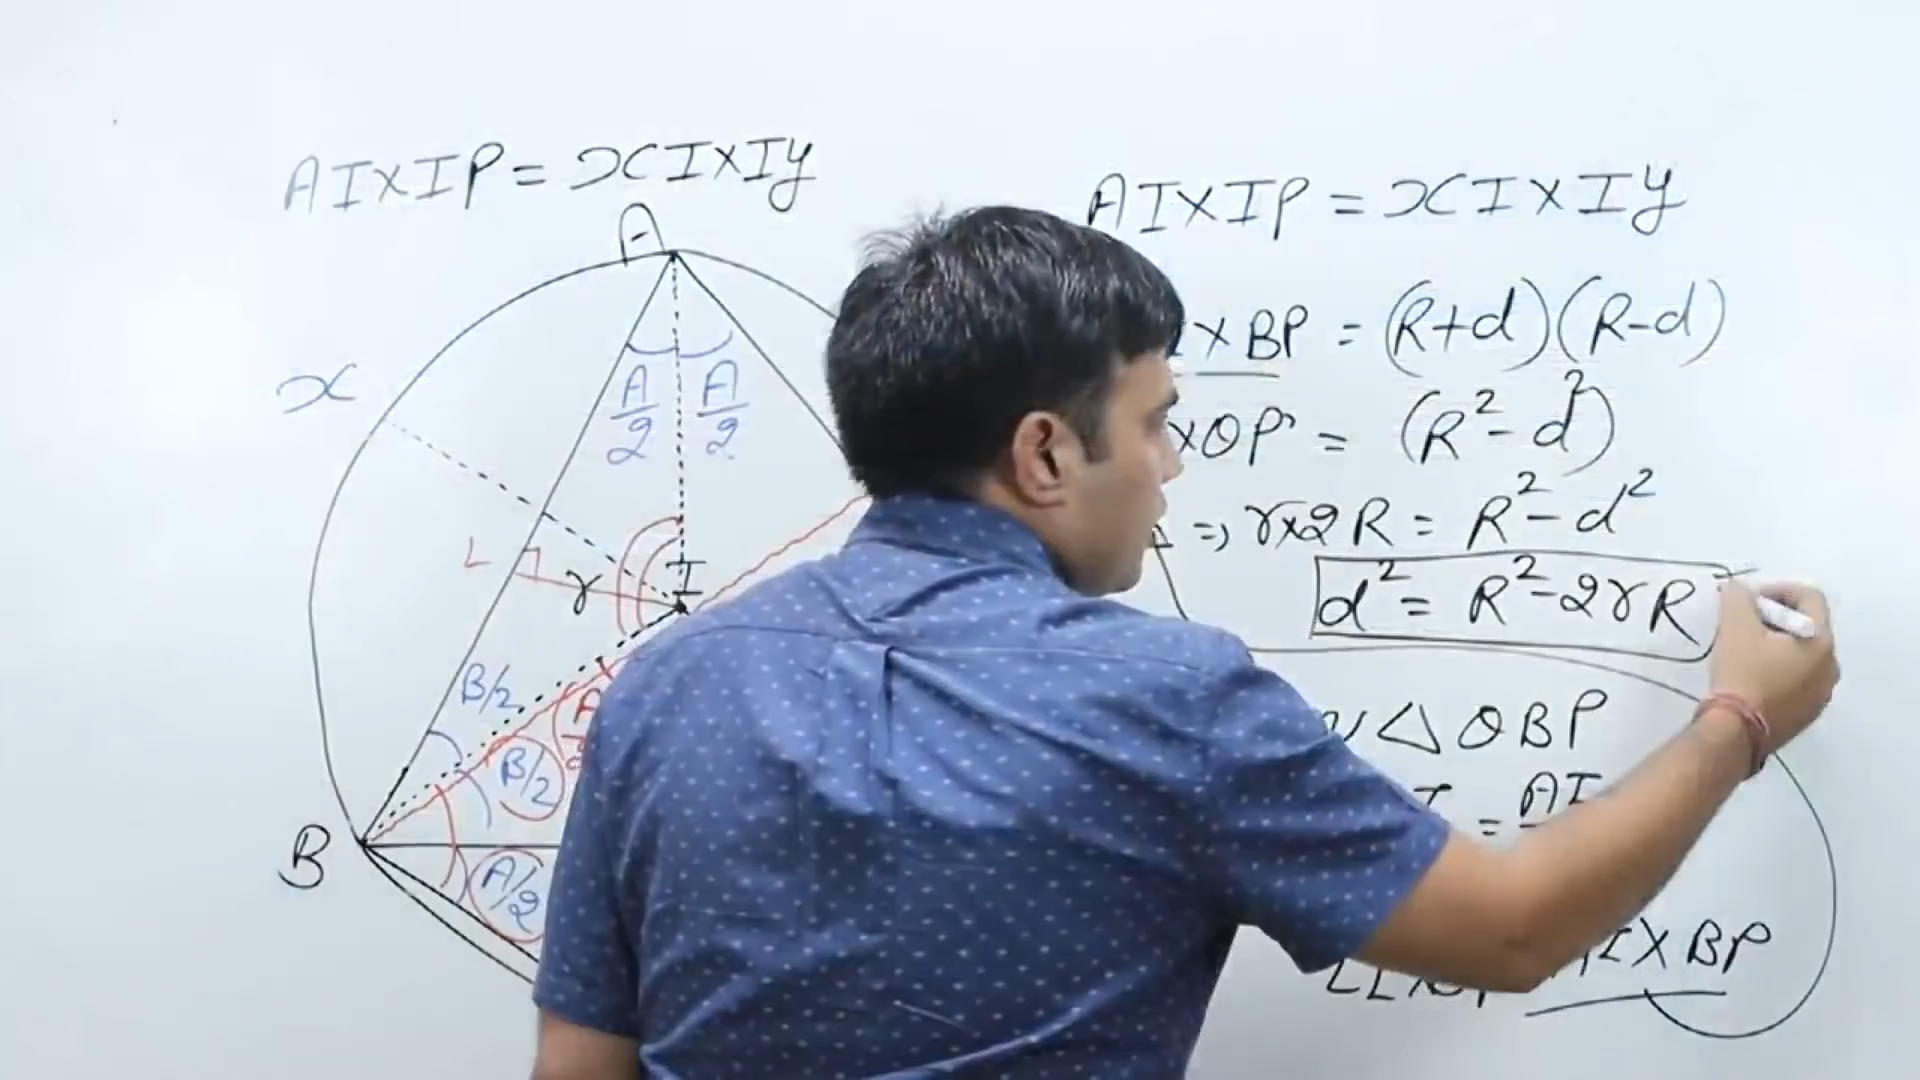 AI×IP = xI×Iy
A
x
A/2 A/2
L r I
B/2
B/2
B
A/2
AI×IP = xI×Iy
×BP = (R+d)(R-d)
×OP = (R²-d²)
⇒ r×2R = R²-d²
d² = R²-2rR
△OBP
= AI
I×BP